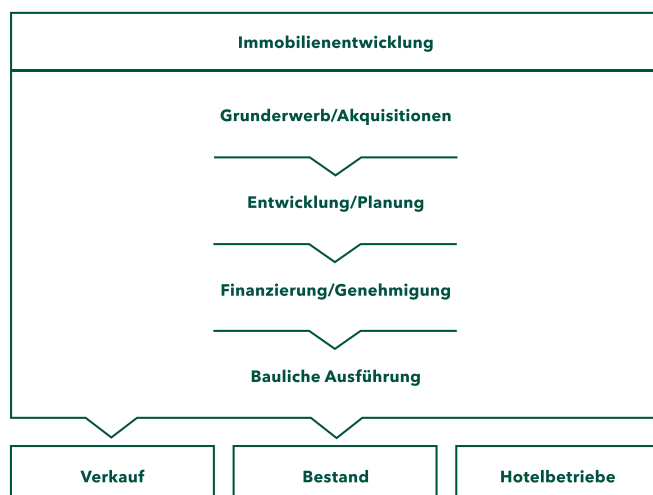 Immobilienentwicklung
Grunderwerb/Akquisitionen
Entwicklung/Planung
Finanzierung/Genehmigung
Bauliche Ausführung
Verkauf
Bestand
Hotelbetriebe